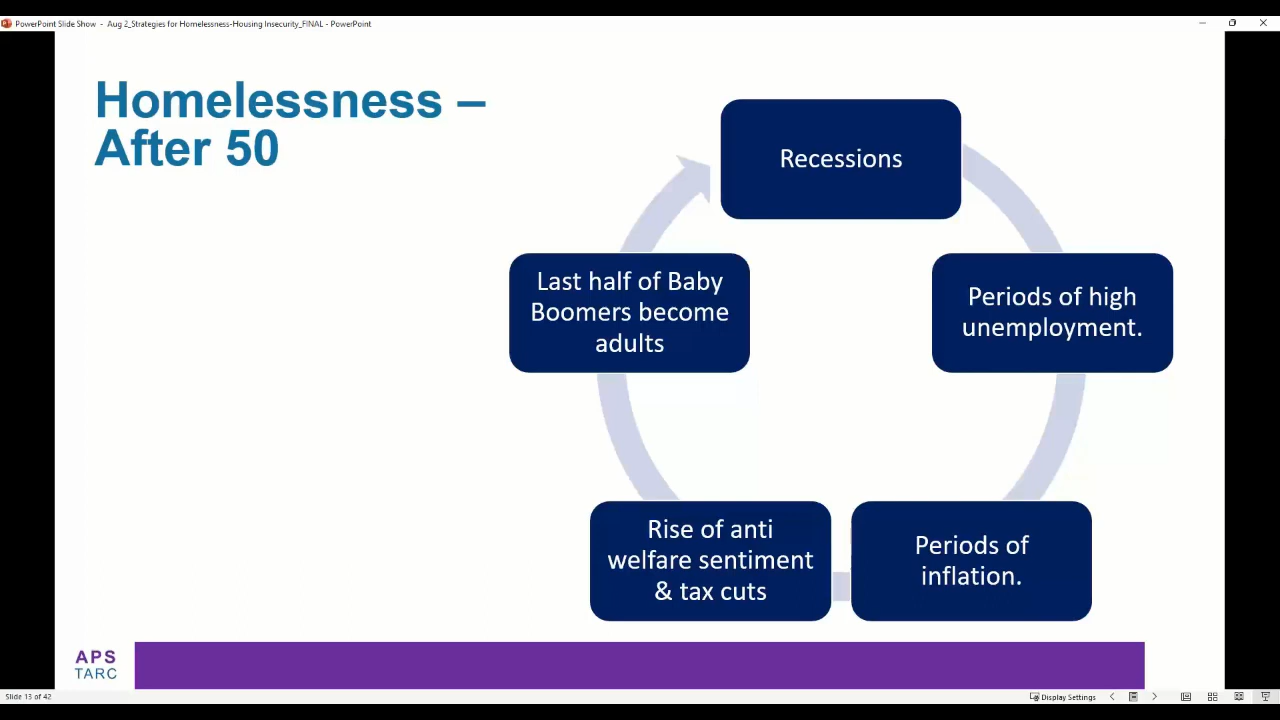 PowerPoint Slide Show - Aug 2_Strategies for Homelessness-Housing Insecurity_FINAL - PowerPoint
Homelessness –
After 50
Recessions
Periods of high
unemployment.
Periods of
inflation.
Rise of anti
welfare sentiment
& tax cuts
Last half of Baby
Boomers become
adults
APS
TARC
Slide 13 of 42
Display Settings